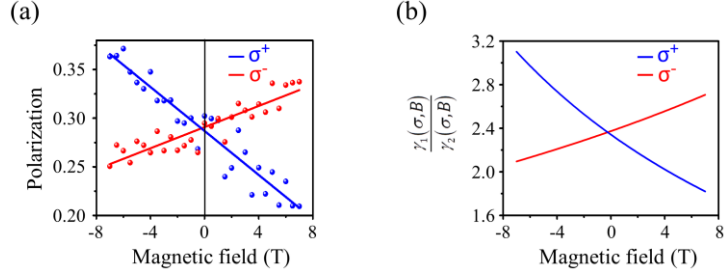 (a)
σ⁺
σ⁻
0.35
0.30
0.25
0.20
Polarization
-8 -4 0 4 8
Magnetic field (T)
(b)
σ⁺
σ⁻
3.2
2.8
2.4
2.0
1.6
γ₁(σ,B)
γ₂(σ,B)
-8 -4 0 4 8
Magnetic field (T)